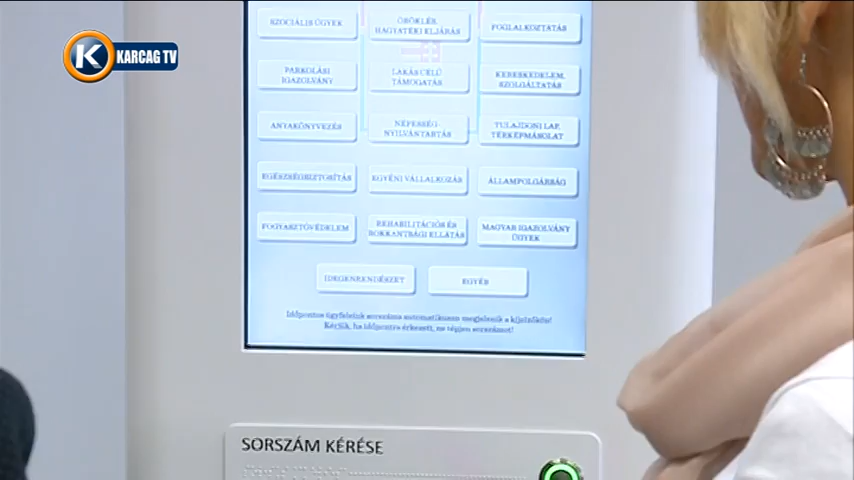 K KARCAG TV
SZOCIÁLIS ÜGYEK
ÖRÖKLÉS,
HAGYATÉKI ELJÁRÁS
FOGLALKOZTATÁS
PARKOLÁSI
IGAZOLVÁNY
LAKÁSCÉLÚ
TÁMOGATÁS
KERESKEDELEM,
SZOLGÁLTATÁS
ANYAKÖNYVEZÉS
NÉPESSÉG-
NYILVÁNTARTÁS
TULAJDONI LAP,
TÉRKÉPMÁSOLAT
EGÉSZSÉGBIZTOSÍTÁS
EGYÉNI VÁLLALKOZÁS
ÁLLAMPOLGÁRSÁG
FOGYASZTÓVÉDELEM
REHABILITÁCIÓS ÉS
ROKKANTSÁGI ELLÁTÁS
MAGYAR IGAZOLVÁNY
ÜGYEK
IDEGENRENDÉSZET
EGYÉB
Időpontos ügyfeleink sorszáma automatikusan megjelenik a kijelzőkön!
Kérjük, ha időpontra érkezett, ne tépjen sorszámot!
SORSZÁM KÉRÉSE